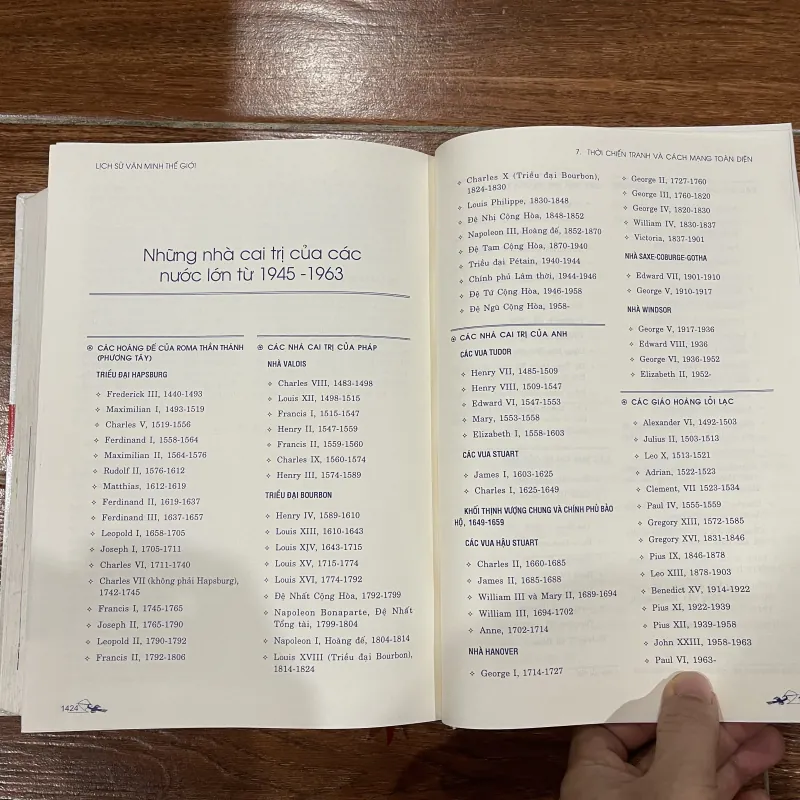 LỊCH SỬ VĂN MINH THẾ GIỚI
Những nhà cai trị của các
nước lớn từ 1945 -1963
CÁC HOÀNG ĐẾ CỦA ROMA THẦN THÁNH
(PHƯƠNG TÂY)
TRIỀU ĐẠI HAPSBURG
Frederick III, 1440-1493
Maximilian I, 1493-1519
Charles V, 1519-1556
Ferdinand I, 1558-1564
Maximilian II, 1564-1576
Rudolf II, 1576-1612
Matthias, 1612-1619
Ferdinand II, 1619-1637
Ferdinand III, 1637-1657
Leopold I, 1658-1705
Joseph I, 1705-1711
Charles VI, 1711-1740
Charles VII (không phải Hapsburg),
1742-1745
Francis I, 1745-1765
Joseph II, 1765-1790
Leopold II, 1790-1792
Francis II, 1792-1806
1424
CÁC NHÀ CAI TRỊ CỦA PHÁP
NHÀ VALOIS
Charles VIII, 1483-1498
Louis XII, 1498-1515
Francis I, 1515-1547
Henry II, 1547-1559
Francis II, 1559-1560
Charles IX, 1560-1574
Henry III, 1574-1589
TRIỀU ĐẠI BOURBON
Henry IV, 1589-1610
Louis XIII, 1610-1643
Louis XIV, 1643-1715
Louis XV, 1715-1774
Louis XVI, 1774-1792
Đệ Nhất Cộng Hòa, 1792-1799
Napoleon Bonaparte, Đệ Nhất
Tổng tài, 1799-1804
Napoleon I, Hoàng đế, 1804-1814
Louis XVIII (Triều đại Bourbon),
1814-1824
7. THỜI CHIẾN TRANH VÀ CÁCH MẠNG TOÀN DIỆN
Charles X (Triều đại Bourbon),
1824-1830
Louis Philippe, 1830-1848
Đệ Nhị Cộng Hòa, 1848-1852
Napoleon III, Hoàng đế, 1852-1870
Đệ Tam Cộng Hòa, 1870-1940
Triều đại Pétain, 1940-1944
Chính phủ Lâm thời, 1944-1946
Đệ Tứ Cộng Hòa, 1946-1958
Đệ Ngũ Cộng Hòa, 1958-
CÁC NHÀ CAI TRỊ CỦA ANH
CÁC VUA TUDOR
Henry VII, 1485-1509
Henry VIII, 1509-1547
Edward VI, 1547-1553
Mary, 1553-1558
Elizabeth I, 1558-1603
CÁC VUA STUART
James I, 1603-1625
Charles I, 1625-1649
KHỐI THỊNH VƯỢNG CHUNG VÀ CHÍNH PHỦ BẢO
HỘ, 1649-1659
CÁC VUA HẬU STUART
Charles II, 1660-1685
James II, 1685-1688
William III và Mary II, 1689-1694
William III, 1694-1702
Anne, 1702-1714
NHÀ HANOVER
George I, 1714-1727
George II, 1727-1760
George III, 1760-1820
George IV, 1820-1830
William IV, 1830-1837
Victoria, 1837-1901
NHÀ SAXE-COBURGE-GOTHA
Edward VII, 1901-1910
George V, 1910-1917
NHÀ WINDSOR
George V, 1917-1936
Edward VIII, 1936
George VI, 1936-1952
Elizabeth II, 1952-
CÁC GIÁO HOÀNG LỖI LẠC
Alexander VI, 1492-1503
Julius II, 1503-1513
Leo X, 1513-1521
Adrian, 1522-1523
Clement, VII 1523-1534
Paul IV, 1555-1559
Gregory XIII, 1572-1585
Gregory XVI, 1831-1846
Pius IX, 1846-1878
Leo XIII, 1878-1903
Benedict XV, 1914-1922
Pius XI, 1922-1939
Pius XII, 1939-1958
John XXIII, 1958-1963
Paul VI, 1963-